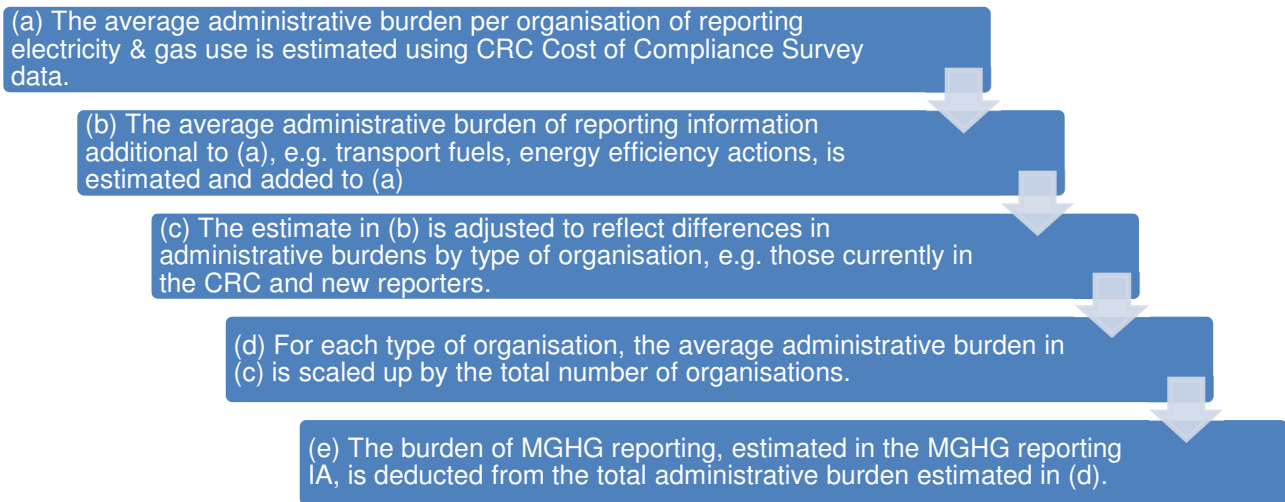 (a) The average administrative burden per organisation of reporting
electricity & gas use is estimated using CRC Cost of Compliance Survey
data.
(b) The average administrative burden of reporting information
additional to (a), e.g. transport fuels, energy efficiency actions, is
estimated and added to (a)
(c) The estimate in (b) is adjusted to reflect differences in
administrative burdens by type of organisation, e.g. those currently in
the CRC and new reporters.
(d) For each type of organisation, the average administrative burden in
(c) is scaled up by the total number of organisations.
(e) The burden of MGHG reporting, estimated in the MGHG reporting
IA, is deducted from the total administrative burden estimated in (d).